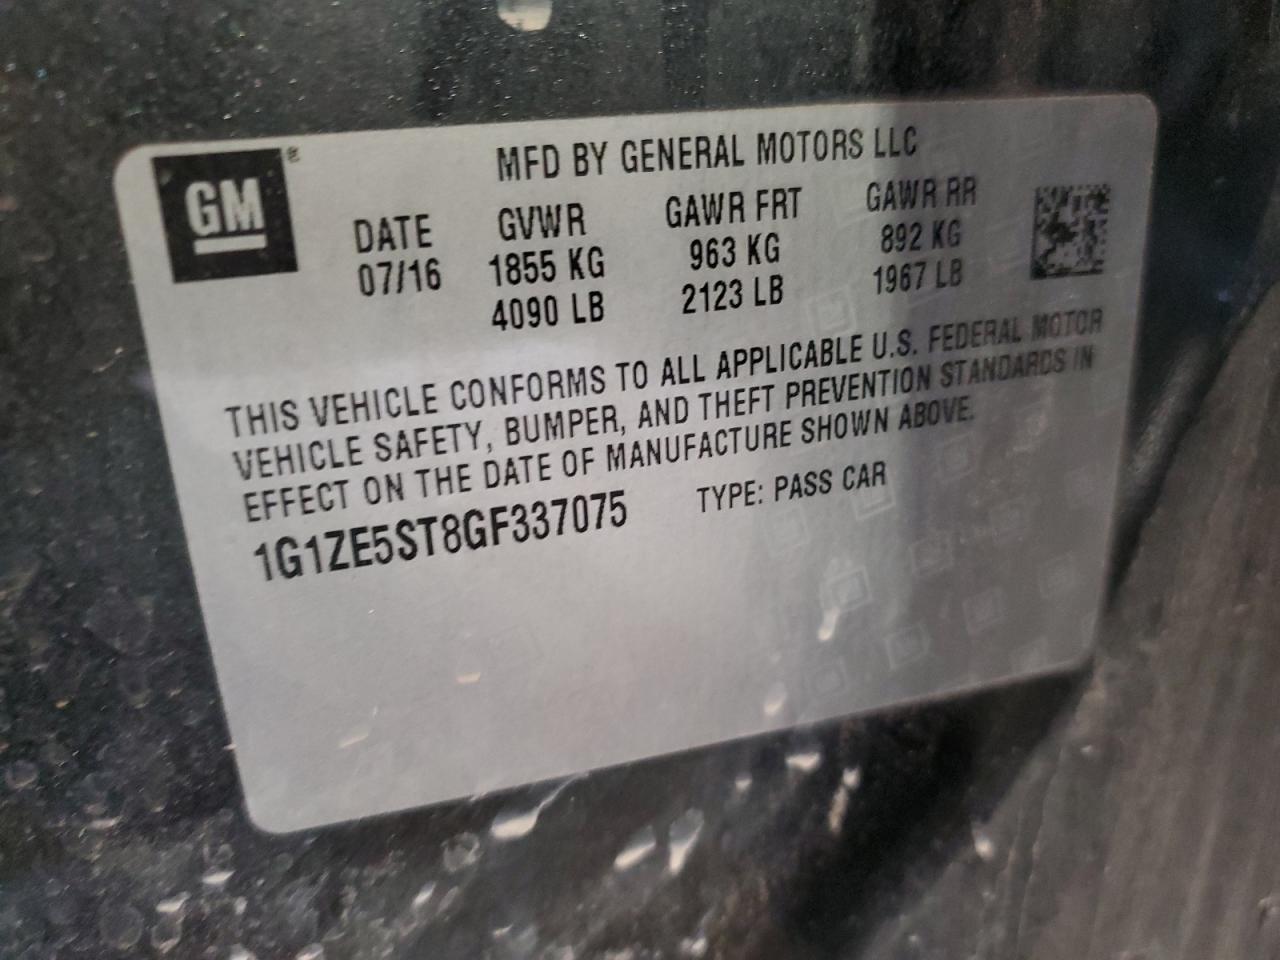 GM®
MFD BY GENERAL MOTORS LLC
DATE GVWR GAWR FRT GAWR RR
07/16 1855 KG 963 KG 892 KG
4090 LB 2123 LB 1967 LB
THIS VEHICLE CONFORMS TO ALL APPLICABLE U.S. FEDERAL MOTOR
VEHICLE SAFETY, BUMPER, AND THEFT PREVENTION STANDARDS IN
EFFECT ON THE DATE OF MANUFACTURE SHOWN ABOVE.
1G1ZE5ST8GF337075 TYPE: PASS CAR